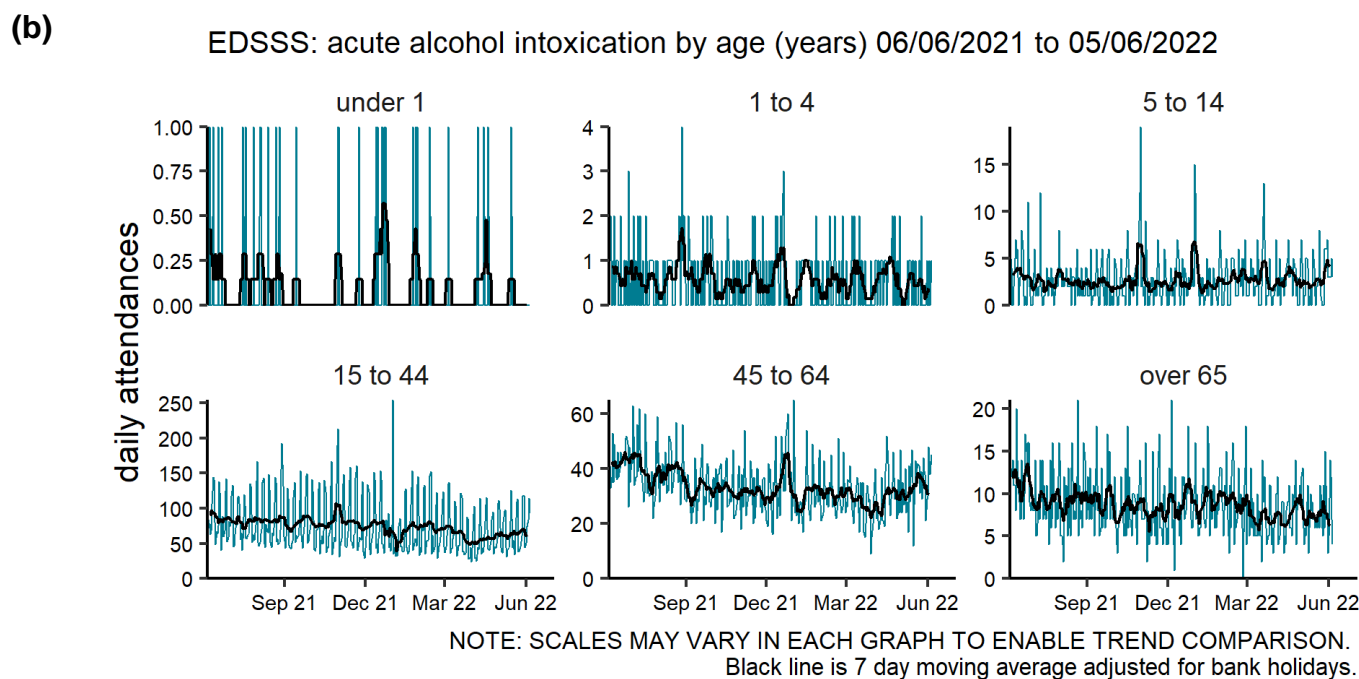 (b)
EDSSS: acute alcohol intoxication by age (years) 06/06/2021 to 05/06/2022
under 1
1 to 4
5 to 14
1.00
0.75
0.50
0.25
0.00
4
3
2
1
0
15
10
5
0
daily attendances
15 to 44
45 to 64
over 65
250
200
150
100
50
0
60
40
20
0
20
15
10
5
0
Sep 21 Dec 21 Mar 22 Jun 22
Sep 21 Dec 21 Mar 22 Jun 22
Sep 21 Dec 21 Mar 22 Jun 22
NOTE: SCALES MAY VARY IN EACH GRAPH TO ENABLE TREND COMPARISON.
Black line is 7 day moving average adjusted for bank holidays.